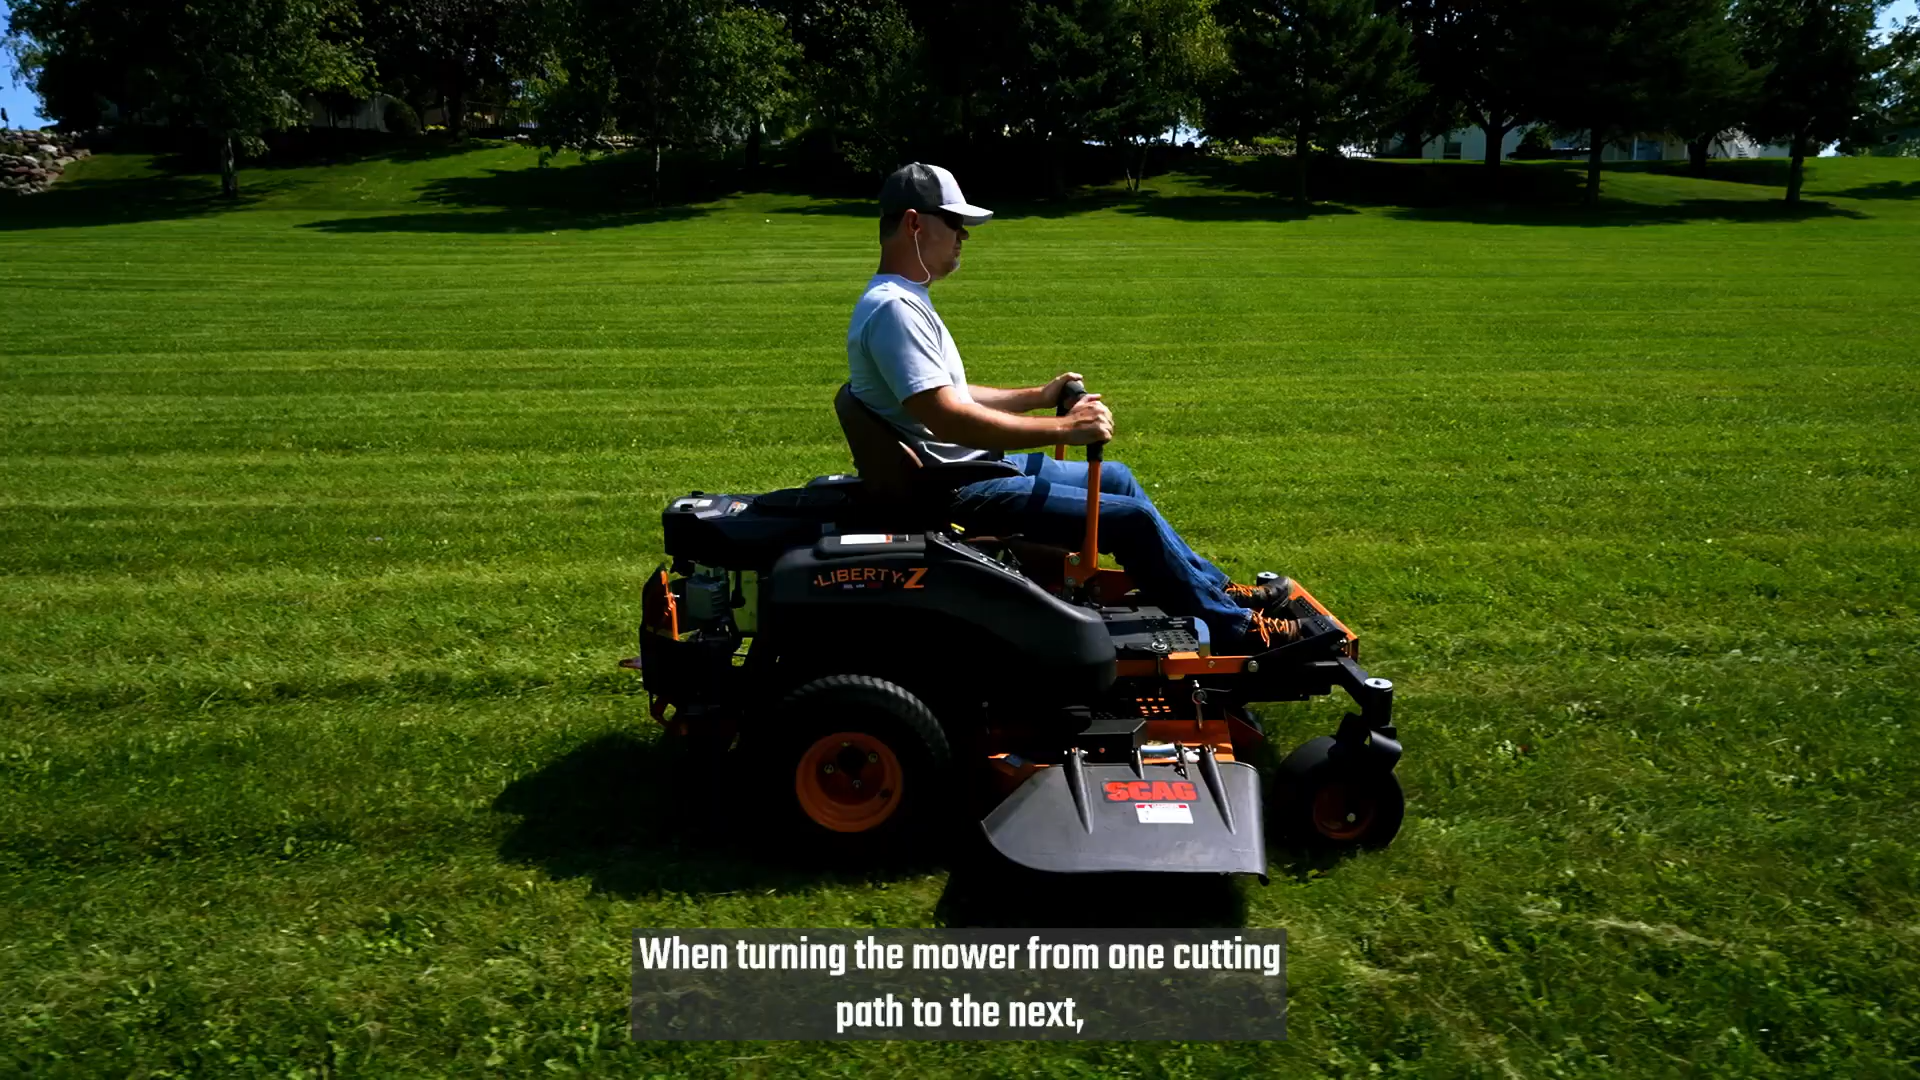 LIBERTY Z
SCAG
When turning the mower from one cutting
path to the next,